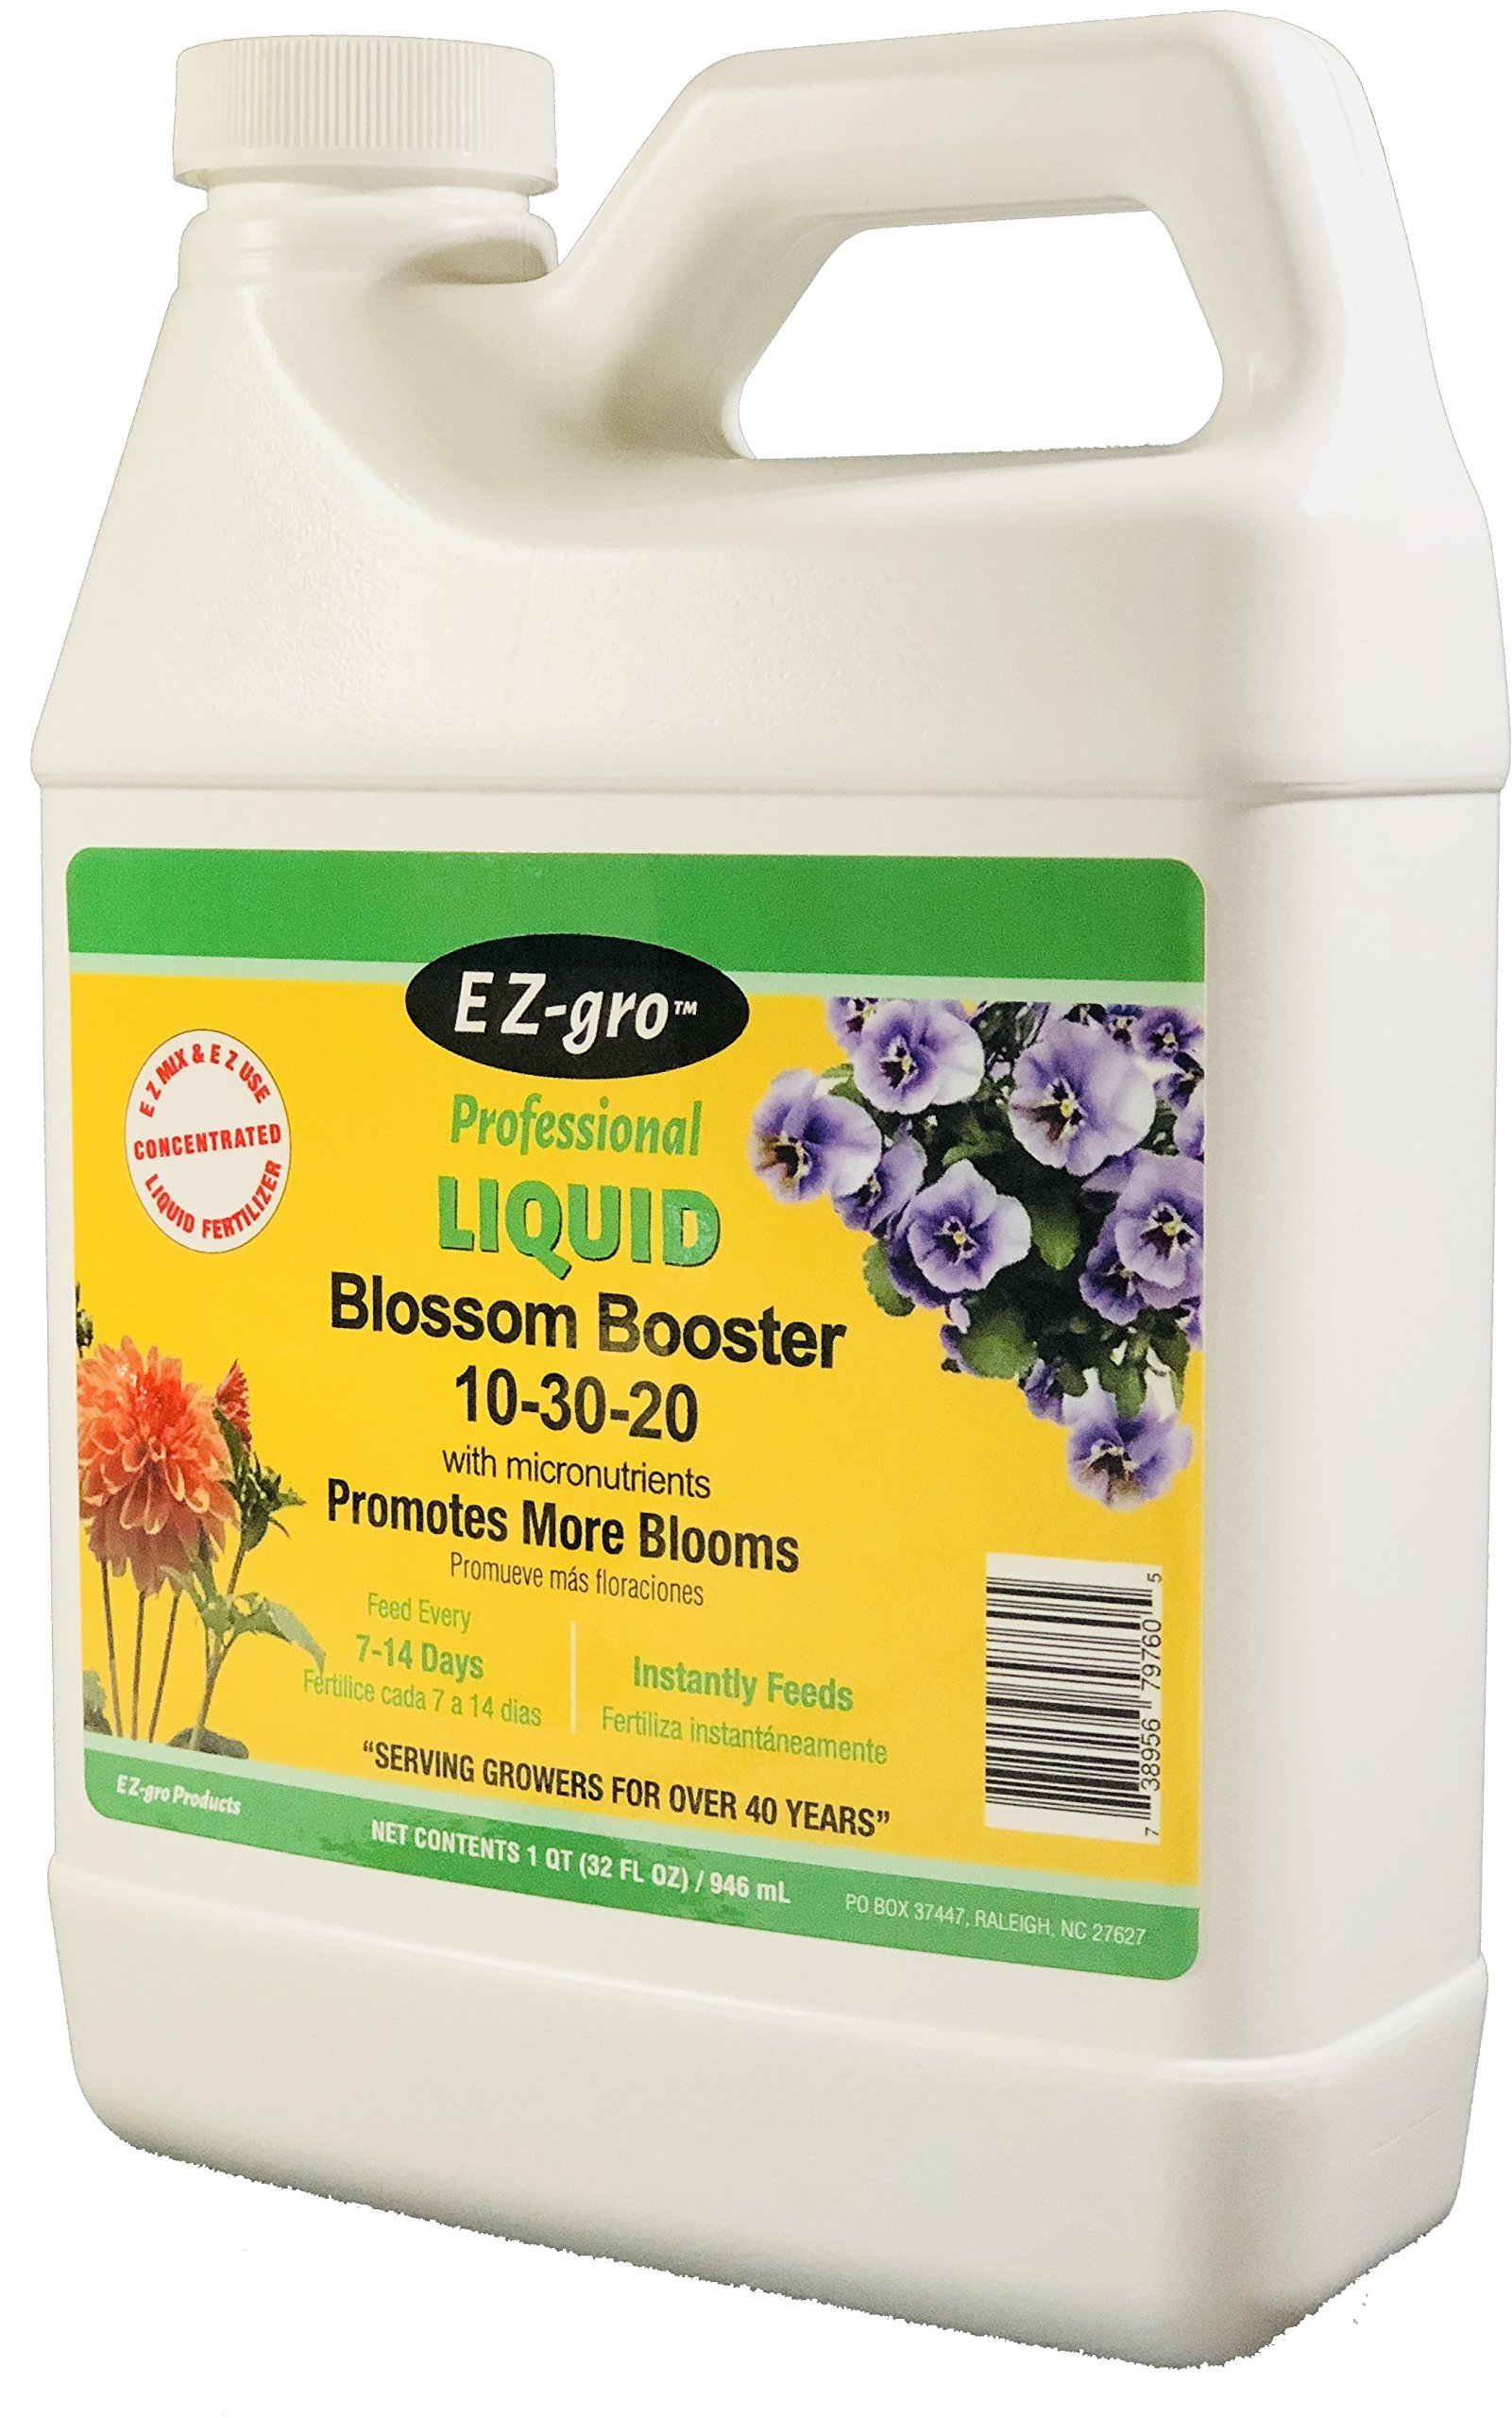 EZ-gro™
E Z MIX & E Z USE
CONCENTRATED
LIQUID FERTILIZER
Professional
LIQUID
Blossom Booster
10-30-20
with micronutrients
Promotes More Blooms
Promueve más floraciones
Feed Every
7-14 Days
Fertilice cada 7 a 14 dias
Instantly Feeds
Fertiliza instantáneamente
7 38956 79760 5
“SERVING GROWERS FOR OVER 40 YEARS”
EZ-gro Products
NET CONTENTS 1 QT (32 FL OZ) / 946 mL
PO BOX 37447, RALEIGH, NC 27627